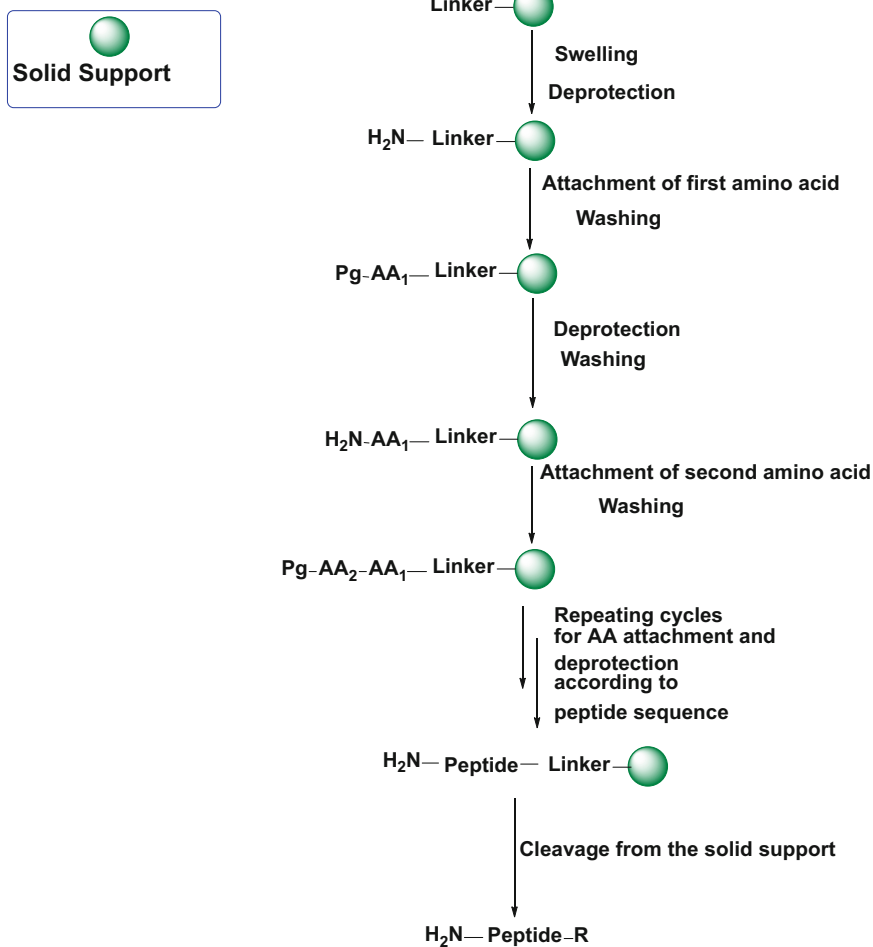 Linker
Solid Support
Swelling
Deprotection
H₂N— Linker
Attachment of first amino acid
Washing
Pg-AA₁— Linker
Deprotection
Washing
H₂N-AA₁— Linker
Attachment of second amino acid
Washing
Pg-AA₂-AA₁— Linker
Repeating cycles
for AA attachment and
deprotection
according to
peptide sequence
H₂N— Peptide— Linker
Cleavage from the solid support
H₂N— Peptide-R